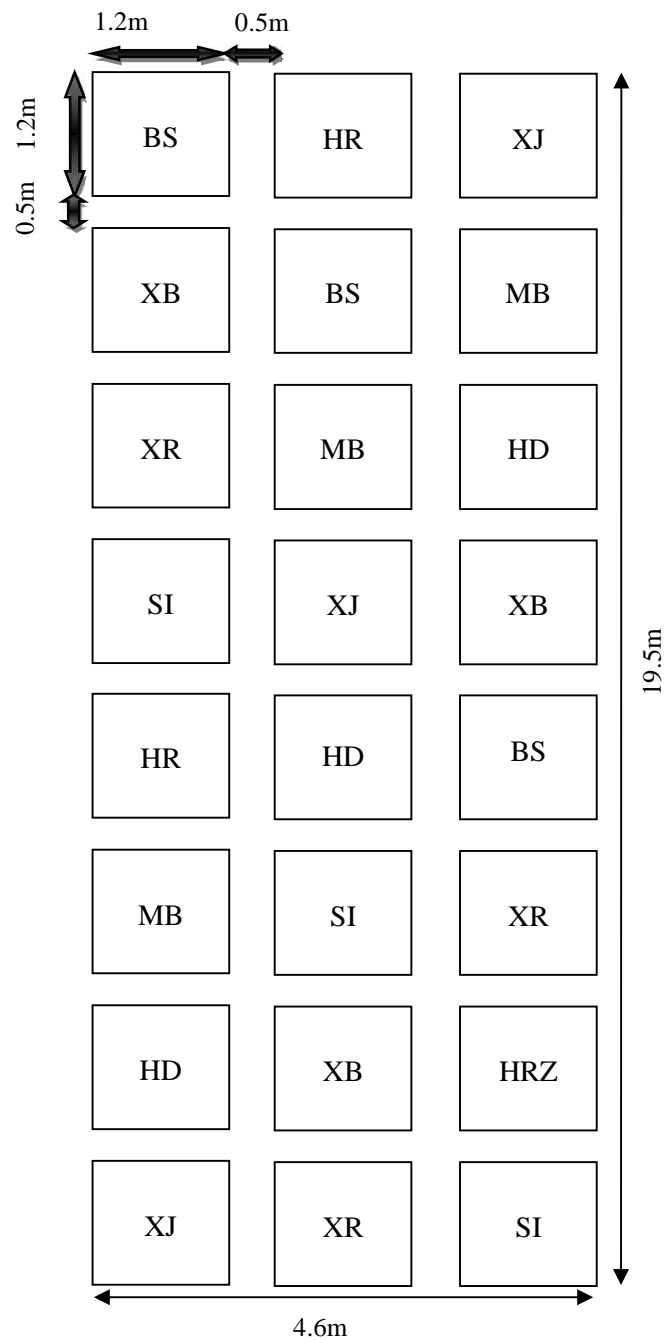 1.2m 0.5m
1.2m
0.5m
BS HR XJ
XB BS MB
XR MB HD
SI XJ XB
HR HD BS
MB SI XR
HD XB HRZ
XJ XR SI
19.5m
4.6m